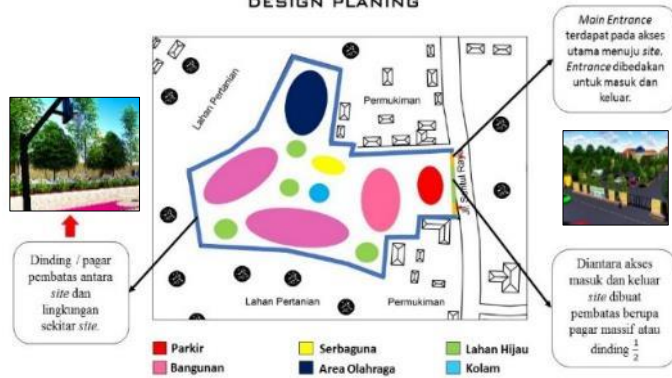 DESIGN PLANING
Main Entrance
terdapat pada akses
utama menuju site.
Entrance dibedakan
untuk masuk dan
keluar.
Lahan Pertanian
Permukiman
Jl. Sentul Raya
Dinding / pagar
pembatas antara
site dan
lingkungan
sekitar site.
Diantara akses
masuk dan keluar
site dibuat
pembatas berupa
pagar massif atau
dinding 1/2
Lahan Pertanian
Permukiman
Parkir
Serbaguna
Lahan Hijau
Bangunan
Area Olahraga
Kolam